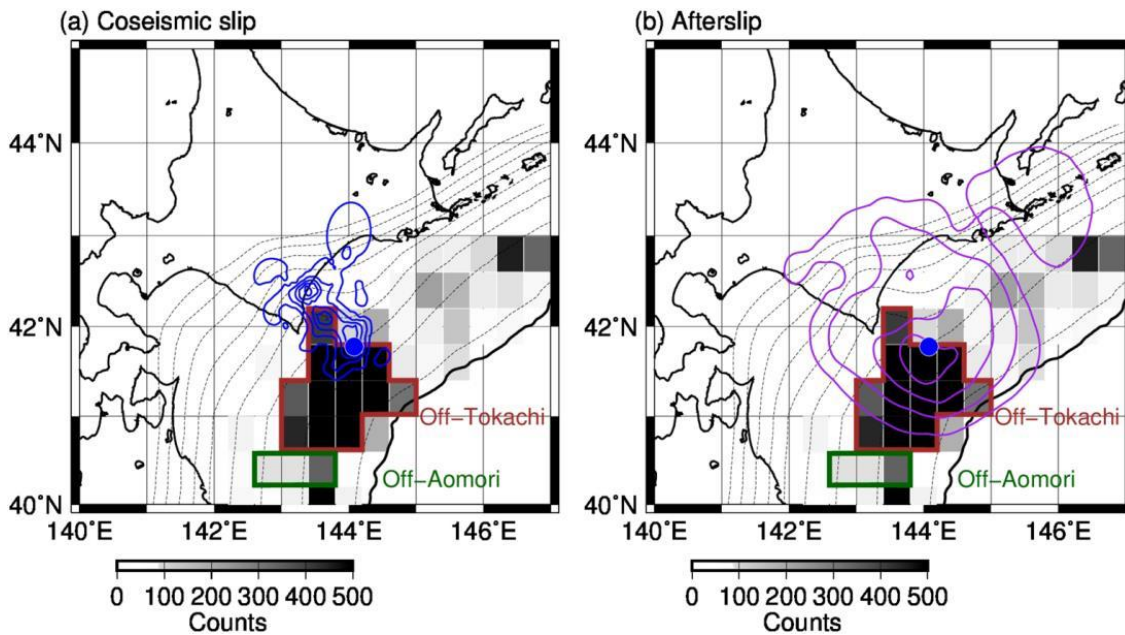 (a) Coseismic slip
(b) Afterslip
44°N
42°N
40°N
140°E
142°E
144°E
146°E
Off−Tokachi
Off−Aomori
0 100 200 300 400 500
Counts
44°N
42°N
40°N
140°E
142°E
144°E
146°E
Off−Tokachi
Off−Aomori
0 100 200 300 400 500
Counts